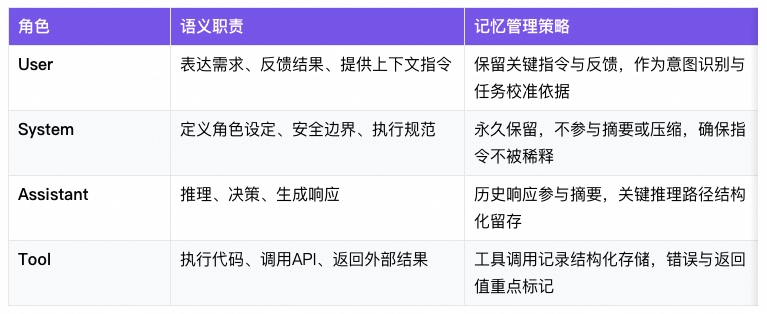 角色 语义职责 记忆管理策略
User 表达需求、反馈结果、提供上下文指令 保留关键指令与反馈，作为意图识别与
任务校准依据
System 定义角色设定、安全边界、执行规范 永久保留，不参与摘要或压缩，确保指
令不被稀释
Assistant 推理、决策、生成响应 历史响应参与摘要，关键推理路径结构
化留存
Tool 执行代码、调用API、返回外部结果 工具调用记录结构化存储，错误与返回
值重点标记